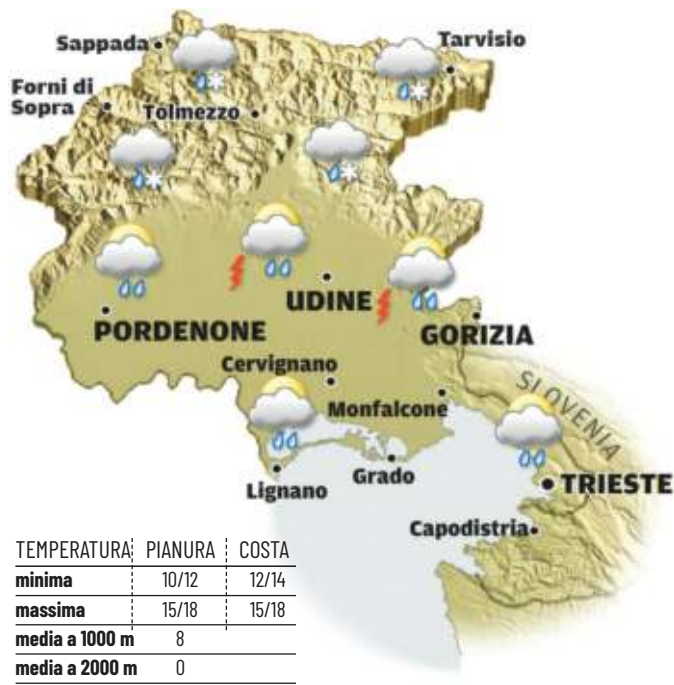 Sappada
Tarvisio
Forni di
Sopra
Tolmezzo
UDINE
PORDENONE
GORIZIA
Cervignano
SLOVENIA
Monfalcone
Grado
Lignano
TRIESTE
Capodistria
TEMPERATURA PIANURA COSTA
minima 10/12 12/14
massima 15/18 15/18
media a 1000 m 8
media a 2000 m 0